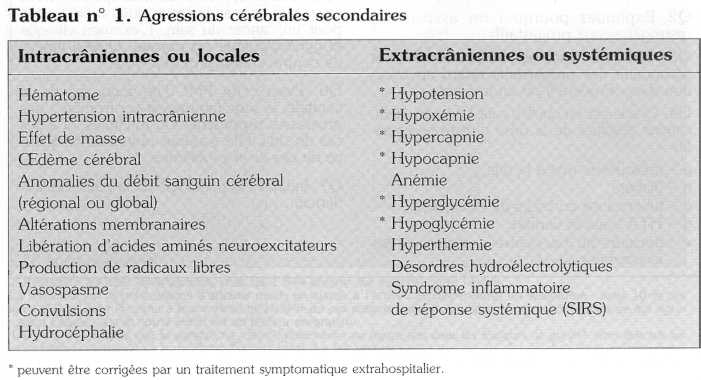 Tableau n° 1. Agressions cérébrales secondaires
Intracrâniennes ou locales
Hématome
Hypertension intracrânienne
Effet de masse
Œdème cérébral
Anomalies du débit sanguin cérébral
(régional ou global)
Altérations membranaires
Libération d'acides aminés neuroexcitateurs
Production de radicaux libres
Vasospasme
Convulsions
Hydrocéphalie
Extracrâniennes ou systémiques
* Hypotension
* Hypoxémie
* Hypercapnie
* Hypocapnie
Anémie
* Hyperglycémie
* Hypoglycémie
Hyperthermie
Désordres hydroélectrolytiques
Syndrome inflammatoire
de réponse systémique (SIRS)
* peuvent être corrigées par un traitement symptomatique extrahospitalier.